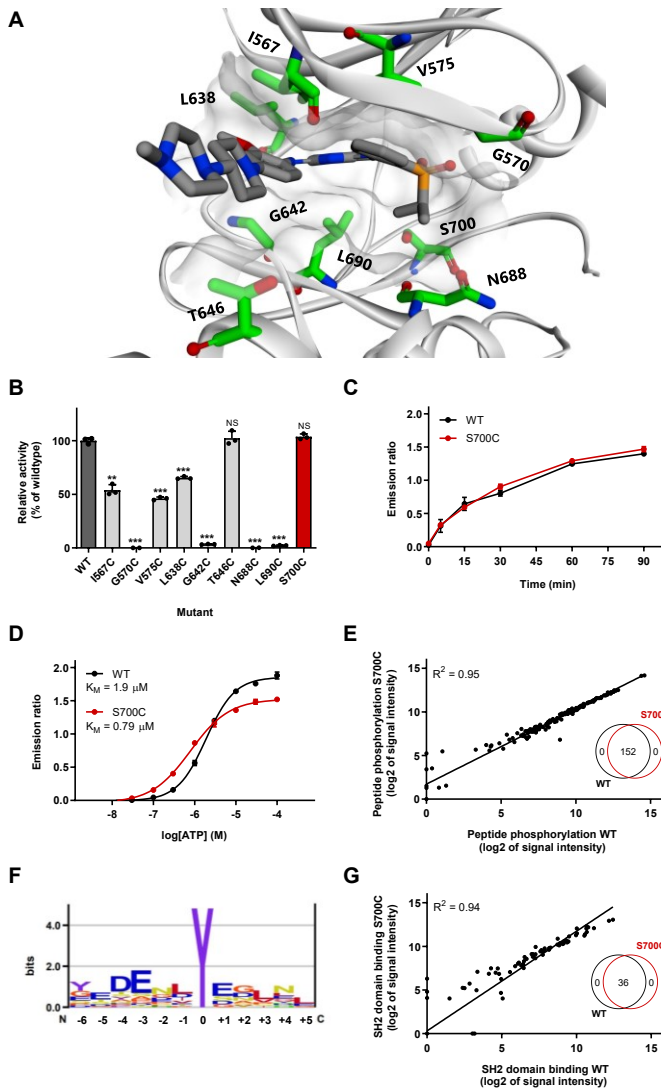 A
I567
V575
L638
G570
G642
S700
L690
N688
T646
B
Relative activity
(% of wildtype)
100
50
0
**
***
***
***
***
NS
***
***
NS
WT
I567C
G570C
V575C
L638C
G642C
T646C
N688C
L690C
S700C
Mutant
C
Emission ratio
2.0
1.5
1.0
0.5
0.0
WT
S700C
0 15 30 45 60 75 90
Time (min)
D
Emission ratio
2.0
1.5
1.0
0.5
0.0
WT
K_M = 1.9 µM
S700C
K_M = 0.79 µM
-8 -7 -6 -5 -4 -3
log[ATP] (M)
E
Peptide phosphorylation S700C
(log2 of signal intensity)
15
10
5
0
R² = 0.95
S700C
0 152 0
WT
0 5 10 15
Peptide phosphorylation WT
(log2 of signal intensity)
F
bits
4.0
2.0
0.0
Y
N -6 -5 -4 -3 -2 -1 0 +1 +2 +3 +4 +5 C
G
SH2 domain binding S700C
(log2 of signal intensity)
15
10
5
0
R² = 0.94
S700C
0 36 0
WT
0 5 10 15
SH2 domain binding WT
(log2 of signal intensity)